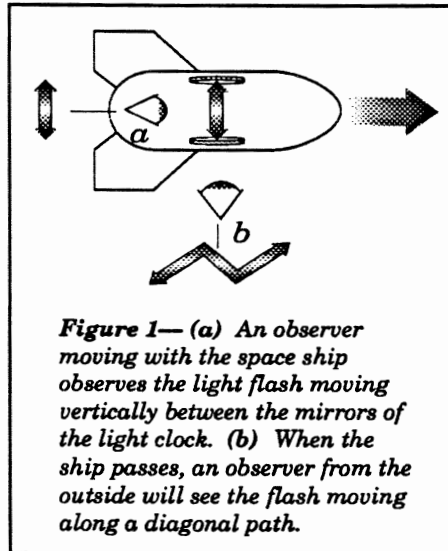 a
b
Figure 1— (a) An observer
moving with the space ship
observes the light flash moving
vertically between the mirrors of
the light clock. (b) When the
ship passes, an observer from the
outside will see the flash moving
along a diagonal path.